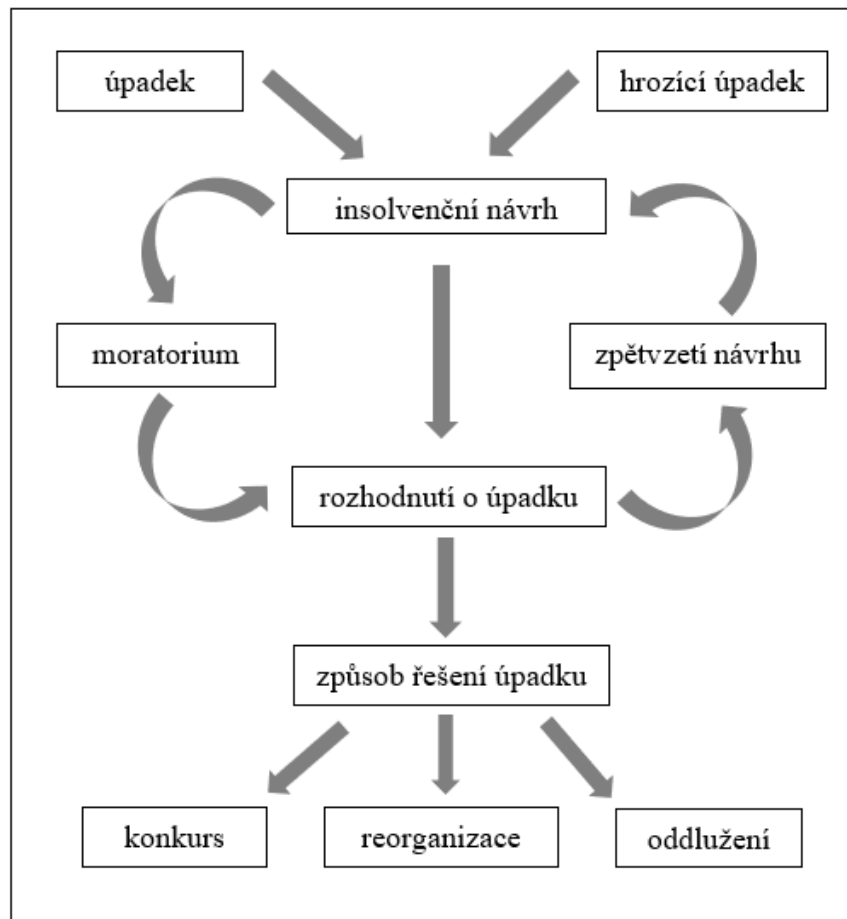 úpadek
hrozící úpadek
insolvenční návrh
moratorium
zpětvzetí návrhu
rozhodnutí o úpadku
způsob řešení úpadku
konkurs
reorganizace
oddlužení